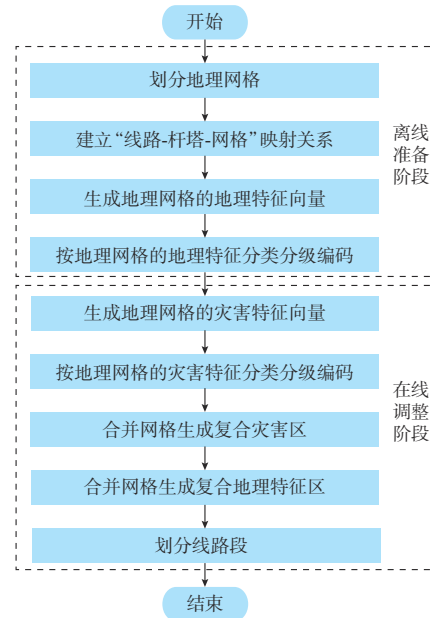 开始
划分地理网格
建立“线路-杆塔-网格”映射关系
生成地理网格的地理特征向量
按地理网格的地理特征分类分级编码
离线
准备
阶段
生成地理网格的灾害特征向量
按地理网格的灾害特征分类分级编码
合并网格生成复合灾害区
合并网格生成复合地理特征区
划分线路段
在线
调整
阶段
结束